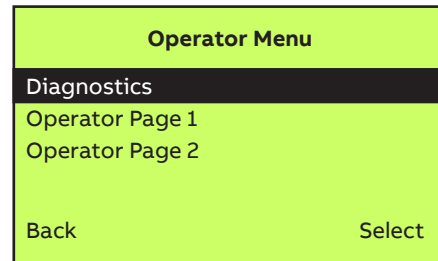 Operator Menu
Diagnostics
Operator Page 1
Operator Page 2
Back Select